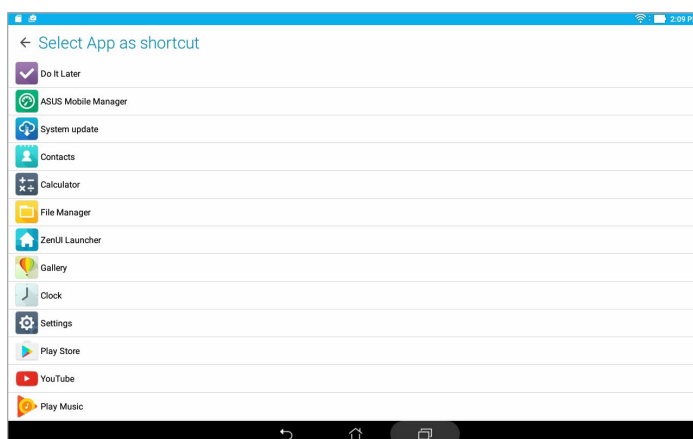 2:09 P
Select App as shortcut
Do It Later
ASUS Mobile Manager
System update
Contacts
Calculator
File Manager
ZenUI Launcher
Gallery
Clock
Settings
Play Store
YouTube
Play Music